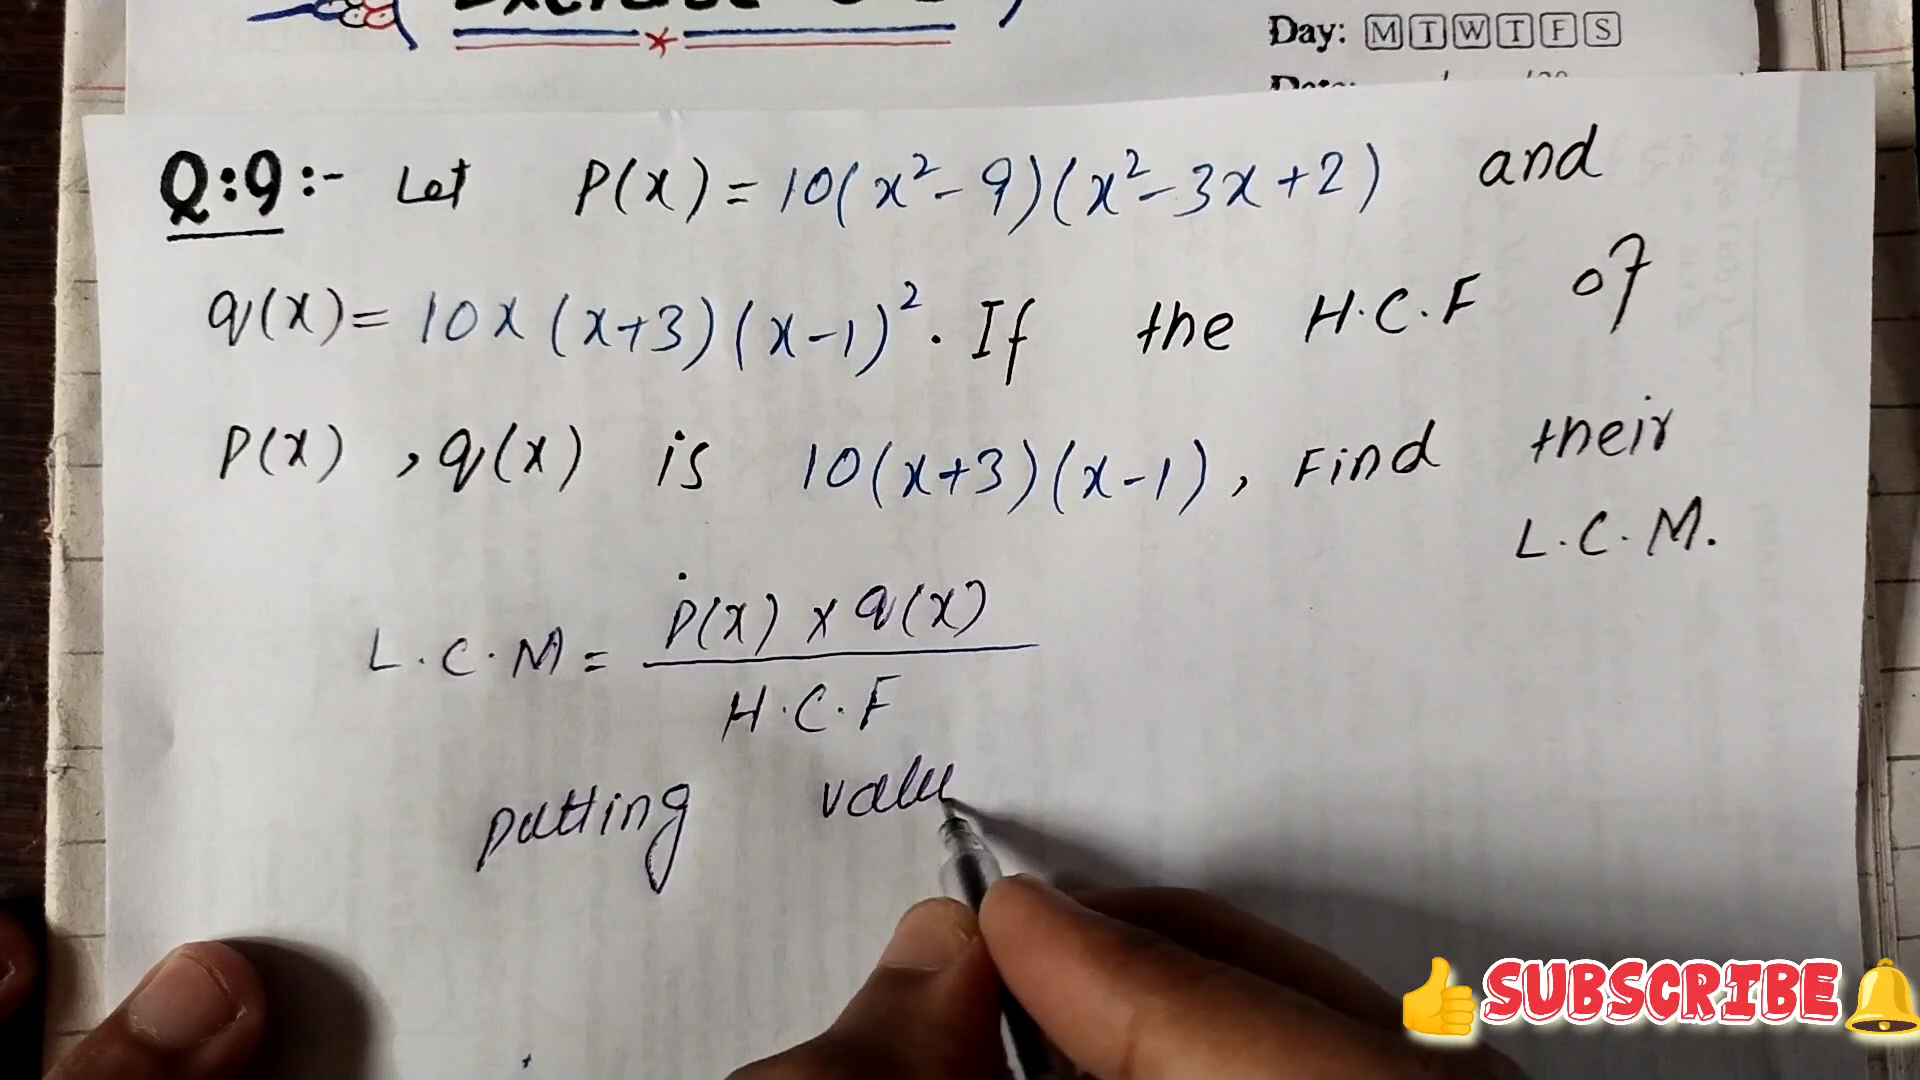 Day: M T W T F S
Q:9:- Let P(x) = 10(x²-9)(x²-3x+2) and
q(x) = 10x(x+3)(x-1)². If the H.C.F of
P(x), q(x) is 10(x+3)(x-1), Find their
L.C.M.
L.C.M = P(x) x q(x)
H.C.F
putting value
SUBSCRIBE